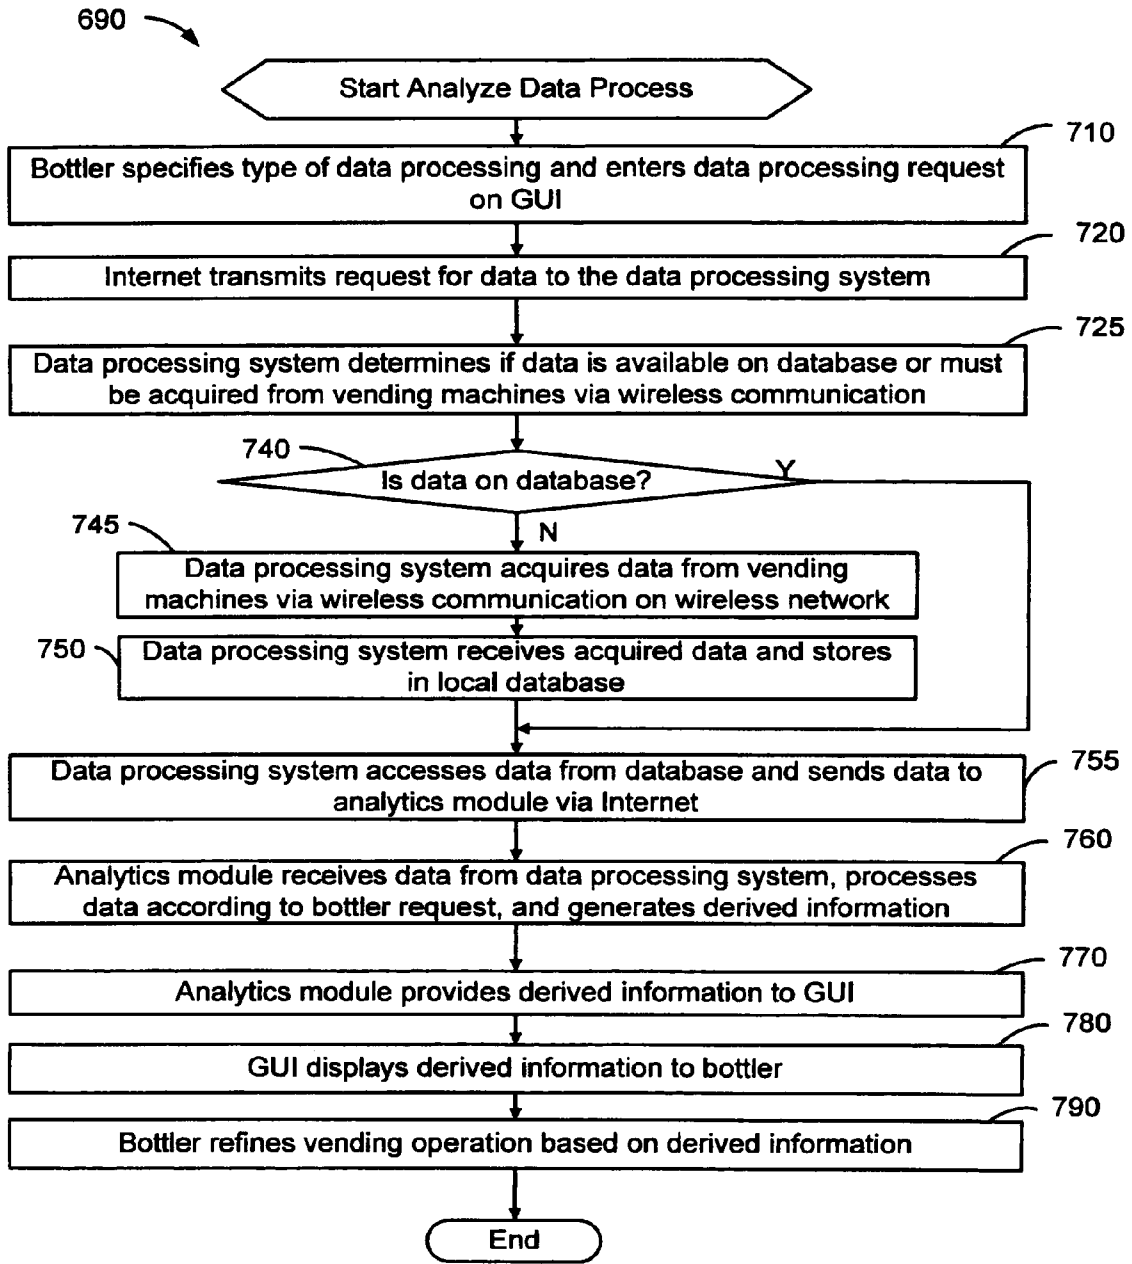 690
Start Analyze Data Process
710
Bottler specifies type of data processing and enters data processing request
on GUI
720
Internet transmits request for data to the data processing system
725
Data processing system determines if data is available on database or must
be acquired from vending machines via wireless communication
740
Is data on database?
Y
N
745
Data processing system acquires data from vending
machines via wireless communication on wireless network
750
Data processing system receives acquired data and stores
in local database
755
Data processing system accesses data from database and sends data to
analytics module via Internet
760
Analytics module receives data from data processing system, processes
data according to bottler request, and generates derived information
770
Analytics module provides derived information to GUI
780
GUI displays derived information to bottler
790
Bottler refines vending operation based on derived information
End